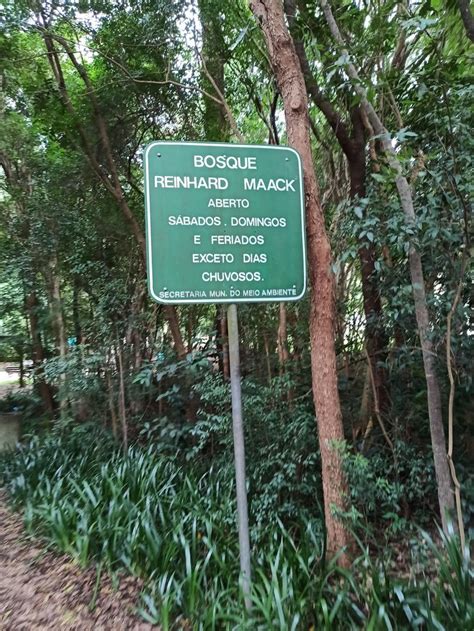 BOSQUE
REINHARD MAACK
ABERTO
SÁBADOS . DOMINGOS
E FERIADOS
EXCETO DIAS
CHUVOSOS.
SECRETARIA MUN. DO MEIO AMBIENTE